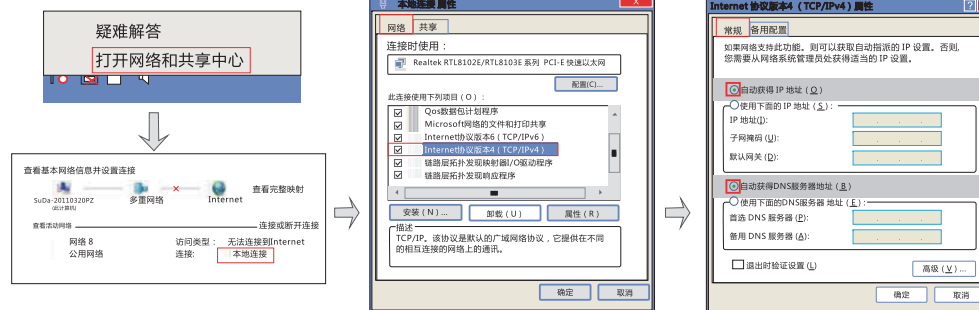 疑难解答
打开网络和共享中心
查看基本网络信息并设置连接
SuDa-20110320PZ
(此计算机)
多重网络
Internet
查看完整映射
查看活动网络
连接或断开连接
网络 8
公用网络
访问类型： 无法连接到Internet
连接： 本地连接
本地连接 属性
X
网络
共享
连接时使用：
Realtek RTL8102E/RTL8103E 系列 PCI-E 快速以太网
配置(C)...
此连接使用下列项目（O）：
Qos数据包计划程序
Microsoft网络的文件和打印共享
Internet协议版本6（TCP/IPv6）
Internet协议版本4（TCP/IPv4）
链路层拓扑发现映射器I/O驱动程序
链路层拓扑发现响应程序
安装（N）...
卸载（U）
属性（R）
描述
TCP/IP。该协议是默认的广域网络协议，它提供在不同
的相互连接的网络上的通讯。
确定
取消
Internet 协议版本4（TCP/IPv4）属性
?
常规
备用配置
如果网络支持此功能。则可以获取自动指派的 IP 设置。否则,
您需要从网络系统管理员处获得适当的 IP 设置。
自动获得 IP 地址（O）
使用下面的 IP 地址（S）：
IP 地址(I):
子网掩码 (U):
默认网关 (D):
自动获得DNS服务器地址（B）
使用下面的DNS服务器 地址（E）:
首选 DNS 服务器 (P):
备用 DNS 服务器 (A):
退出时验证设置 (L)
高级（V）...
确定
取消